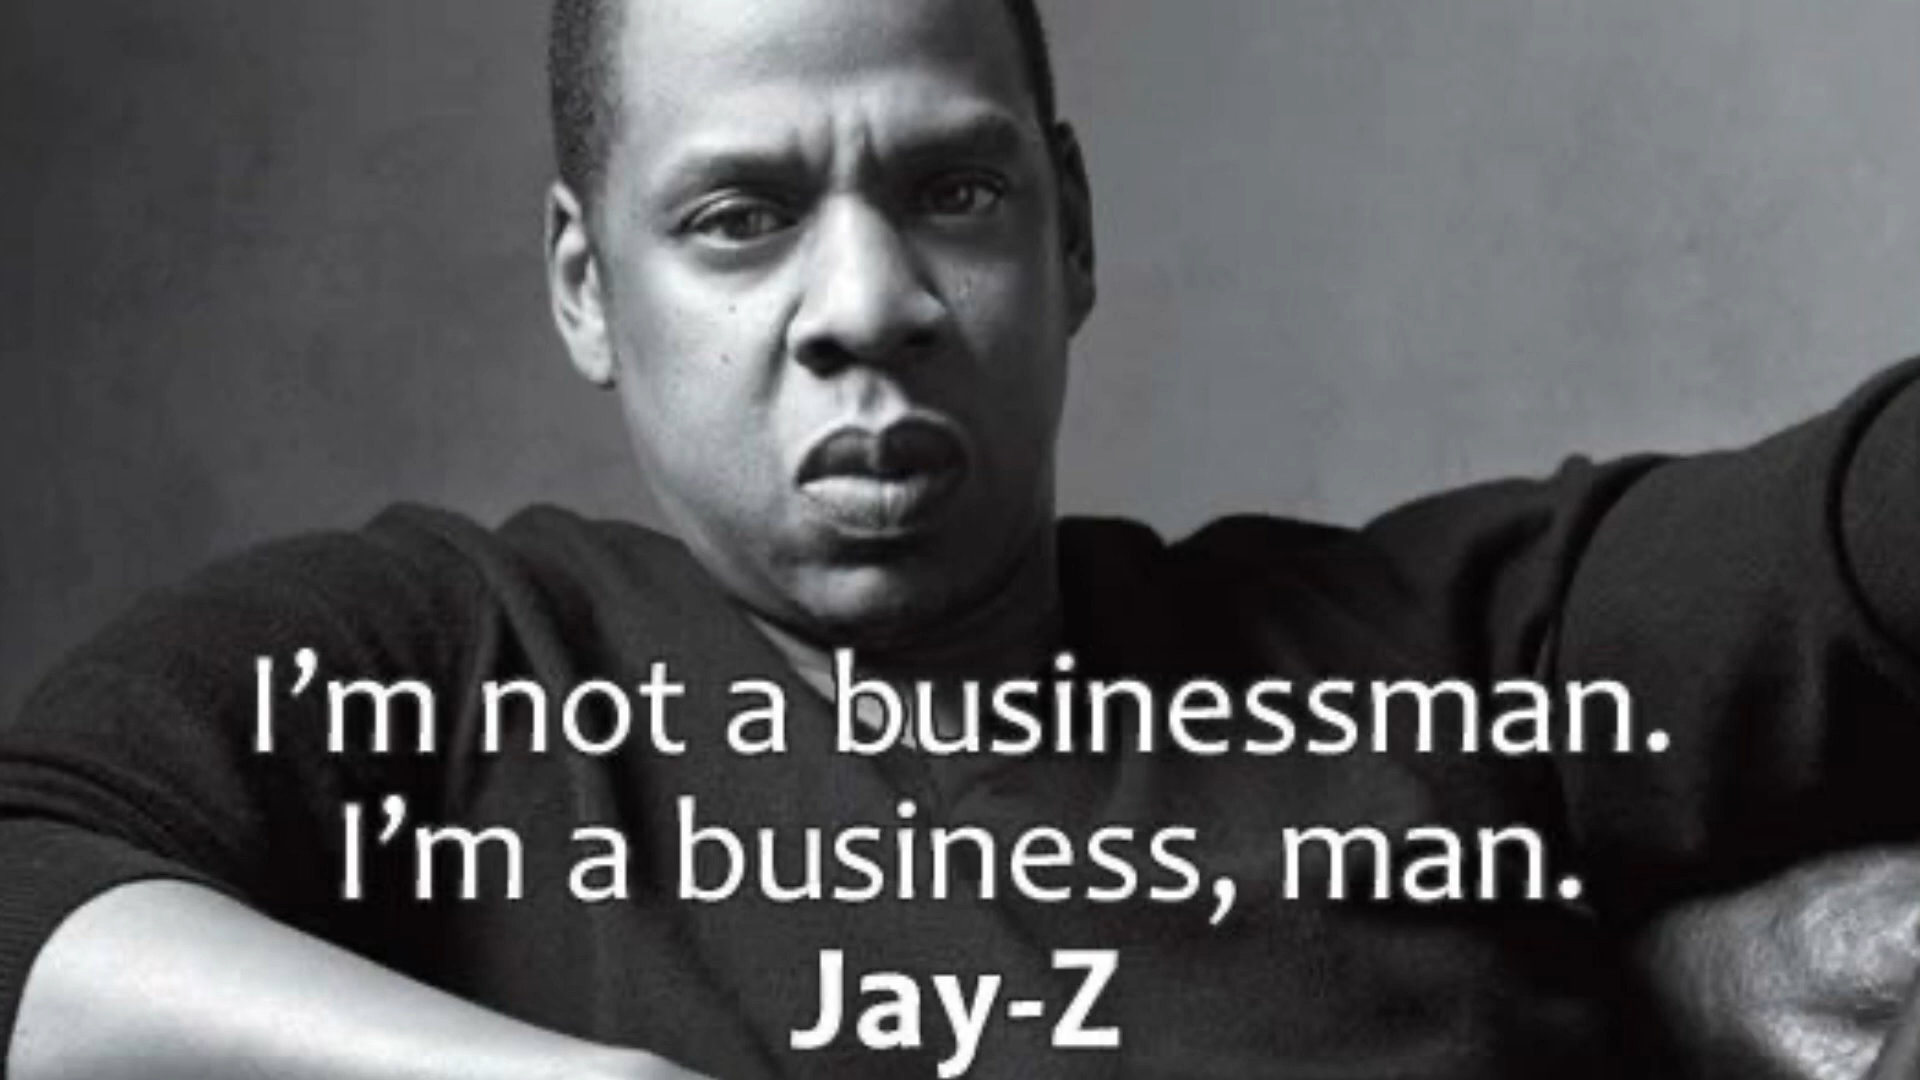 I’m not a businessman.
I’m a business, man.
Jay-Z